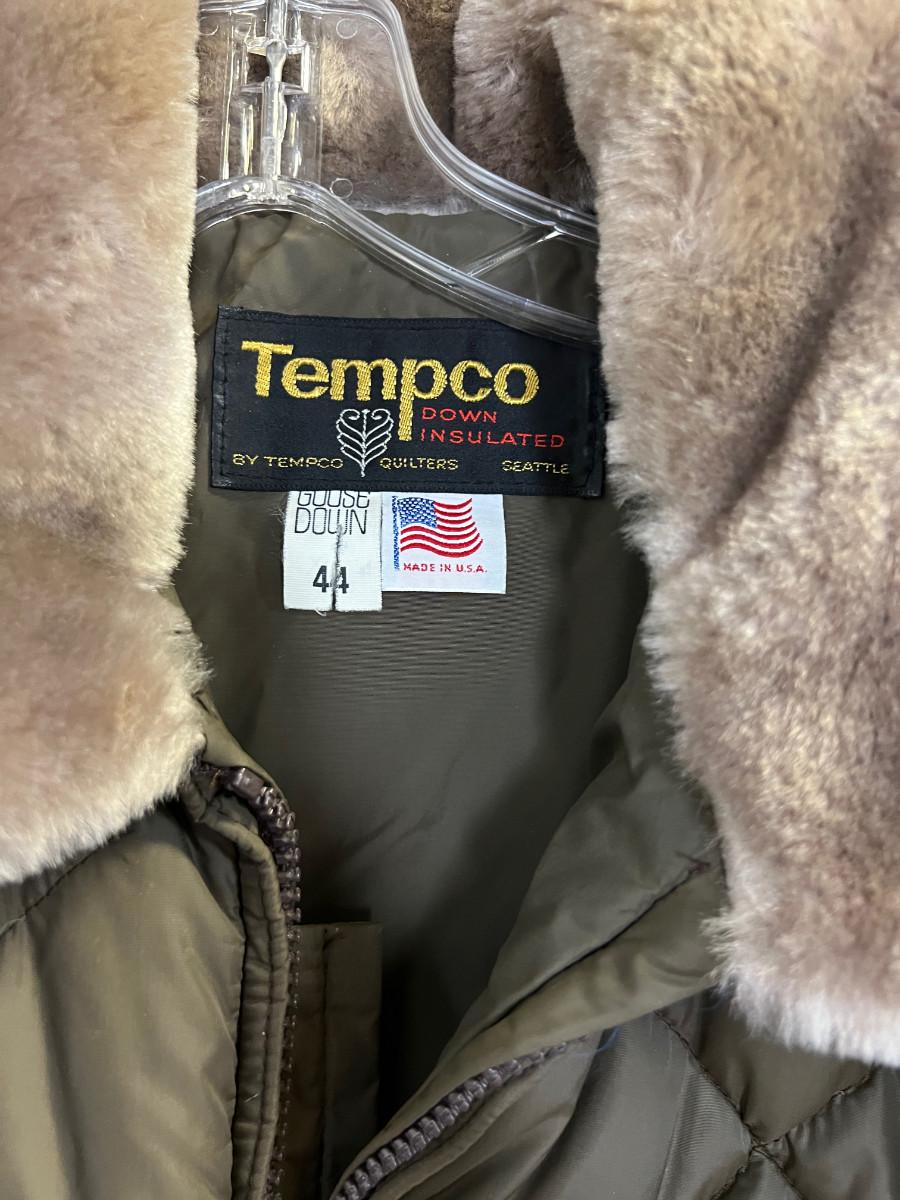 Tempco
DOWN
INSULATED
BY TEMPCO QUILTERS SEATTLE
GOOSE
DOWN
44
MADE IN U.S.A.